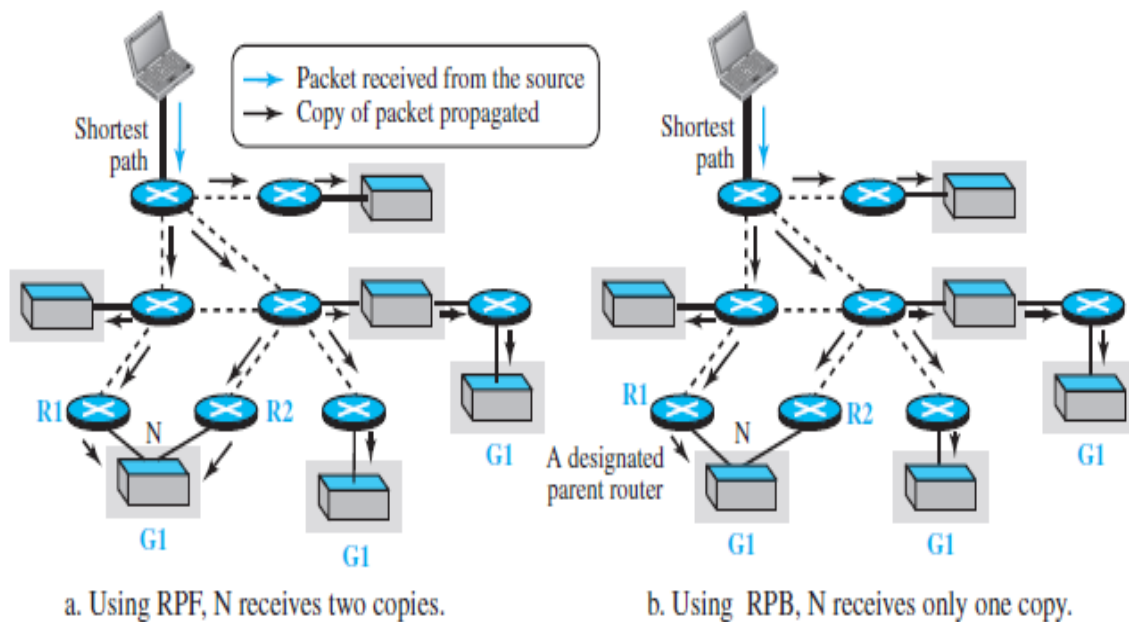 Packet received from the source
Copy of packet propagated
Shortest
path
R1
N
R2
G1
G1
G1
a. Using RPF, N receives two copies.
Shortest
path
R1
N
R2
A designated
parent router
G1
G1
G1
b. Using RPB, N receives only one copy.